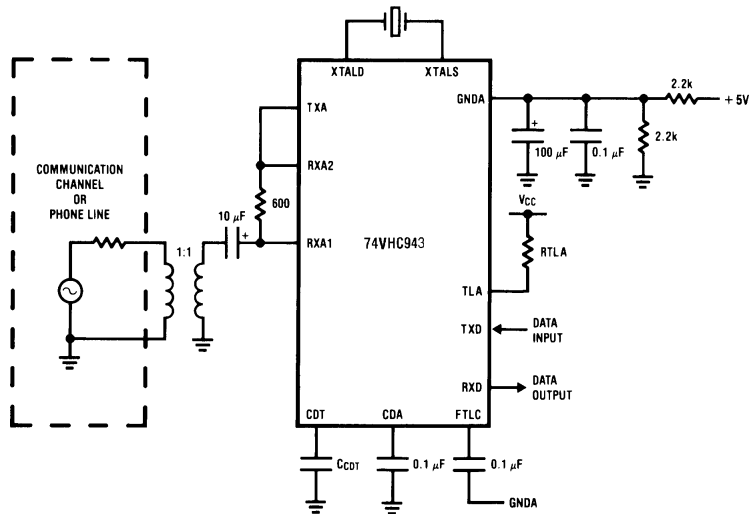 XTALD
XTALS
TXA
RXA2
RXA1
600
10 μF
+
1:1
COMMUNICATION
CHANNEL
OR
PHONE LINE
74VHC943
GNDA
+
100 μF
0.1 μF
2.2k
2.2k
+5V
VCC
RTLA
TLA
TXD
DATA
INPUT
RXD
DATA
OUTPUT
CDT
CDA
FTLC
CCDT
0.1 μF
0.1 μF
GNDA